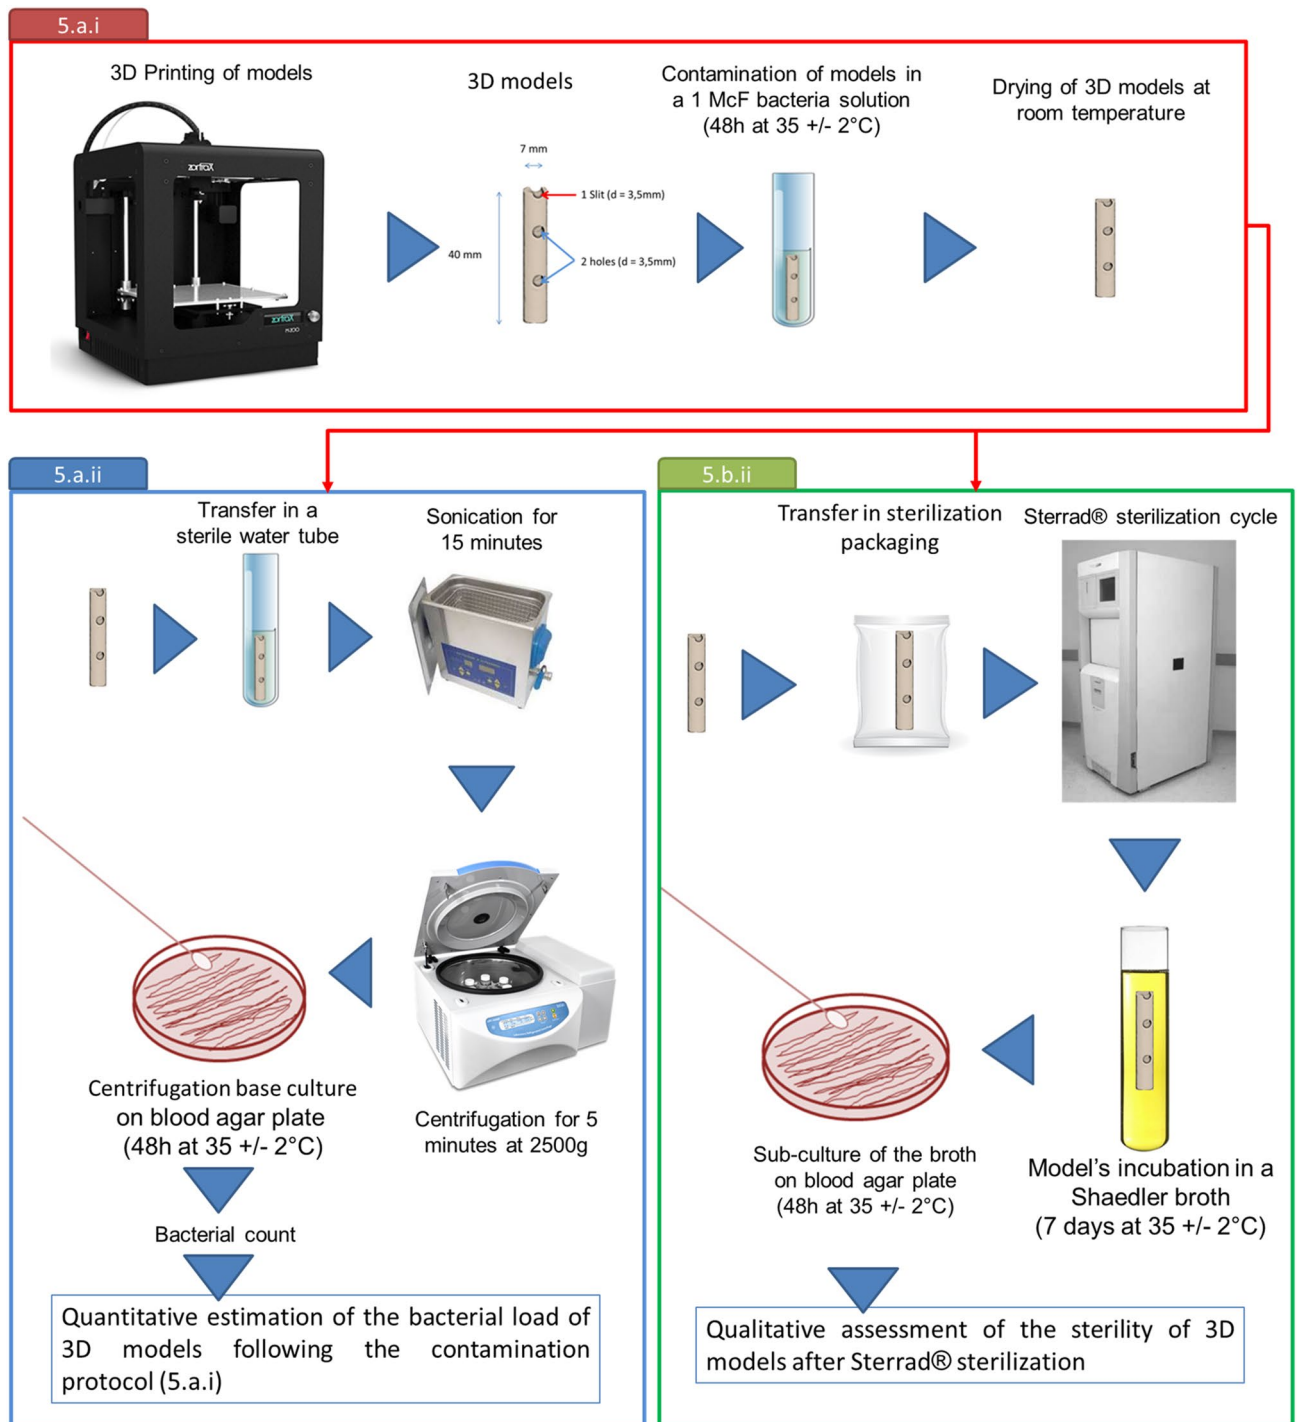 5.a.i
3D Printing of models
3D models
Contamination of models in
a 1 McF bacteria solution
(48h at 35 +/- 2°C)
Drying of 3D models at
room temperature
zortrax
zortrax
M200
7 mm
40 mm
1 Slit (d = 3,5mm)
2 holes (d = 3,5mm)
5.a.ii
Transfer in a
sterile water tube
Sonication for
15 minutes
Centrifugation for 5
minutes at 2500g
Centrifugation base culture
on blood agar plate
(48h at 35 +/- 2°C)
Bacterial count
Quantitative estimation of the bacterial load of
3D models following the contamination
protocol (5.a.i)
5.b.ii
Transfer in sterilization
packaging
Sterrad® sterilization cycle
Model's incubation in a
Shaedler broth
(7 days at 35 +/- 2°C)
Sub-culture of the broth
on blood agar plate
(48h at 35 +/- 2°C)
Qualitative assessment of the sterility of 3D
models after Sterrad® sterilization